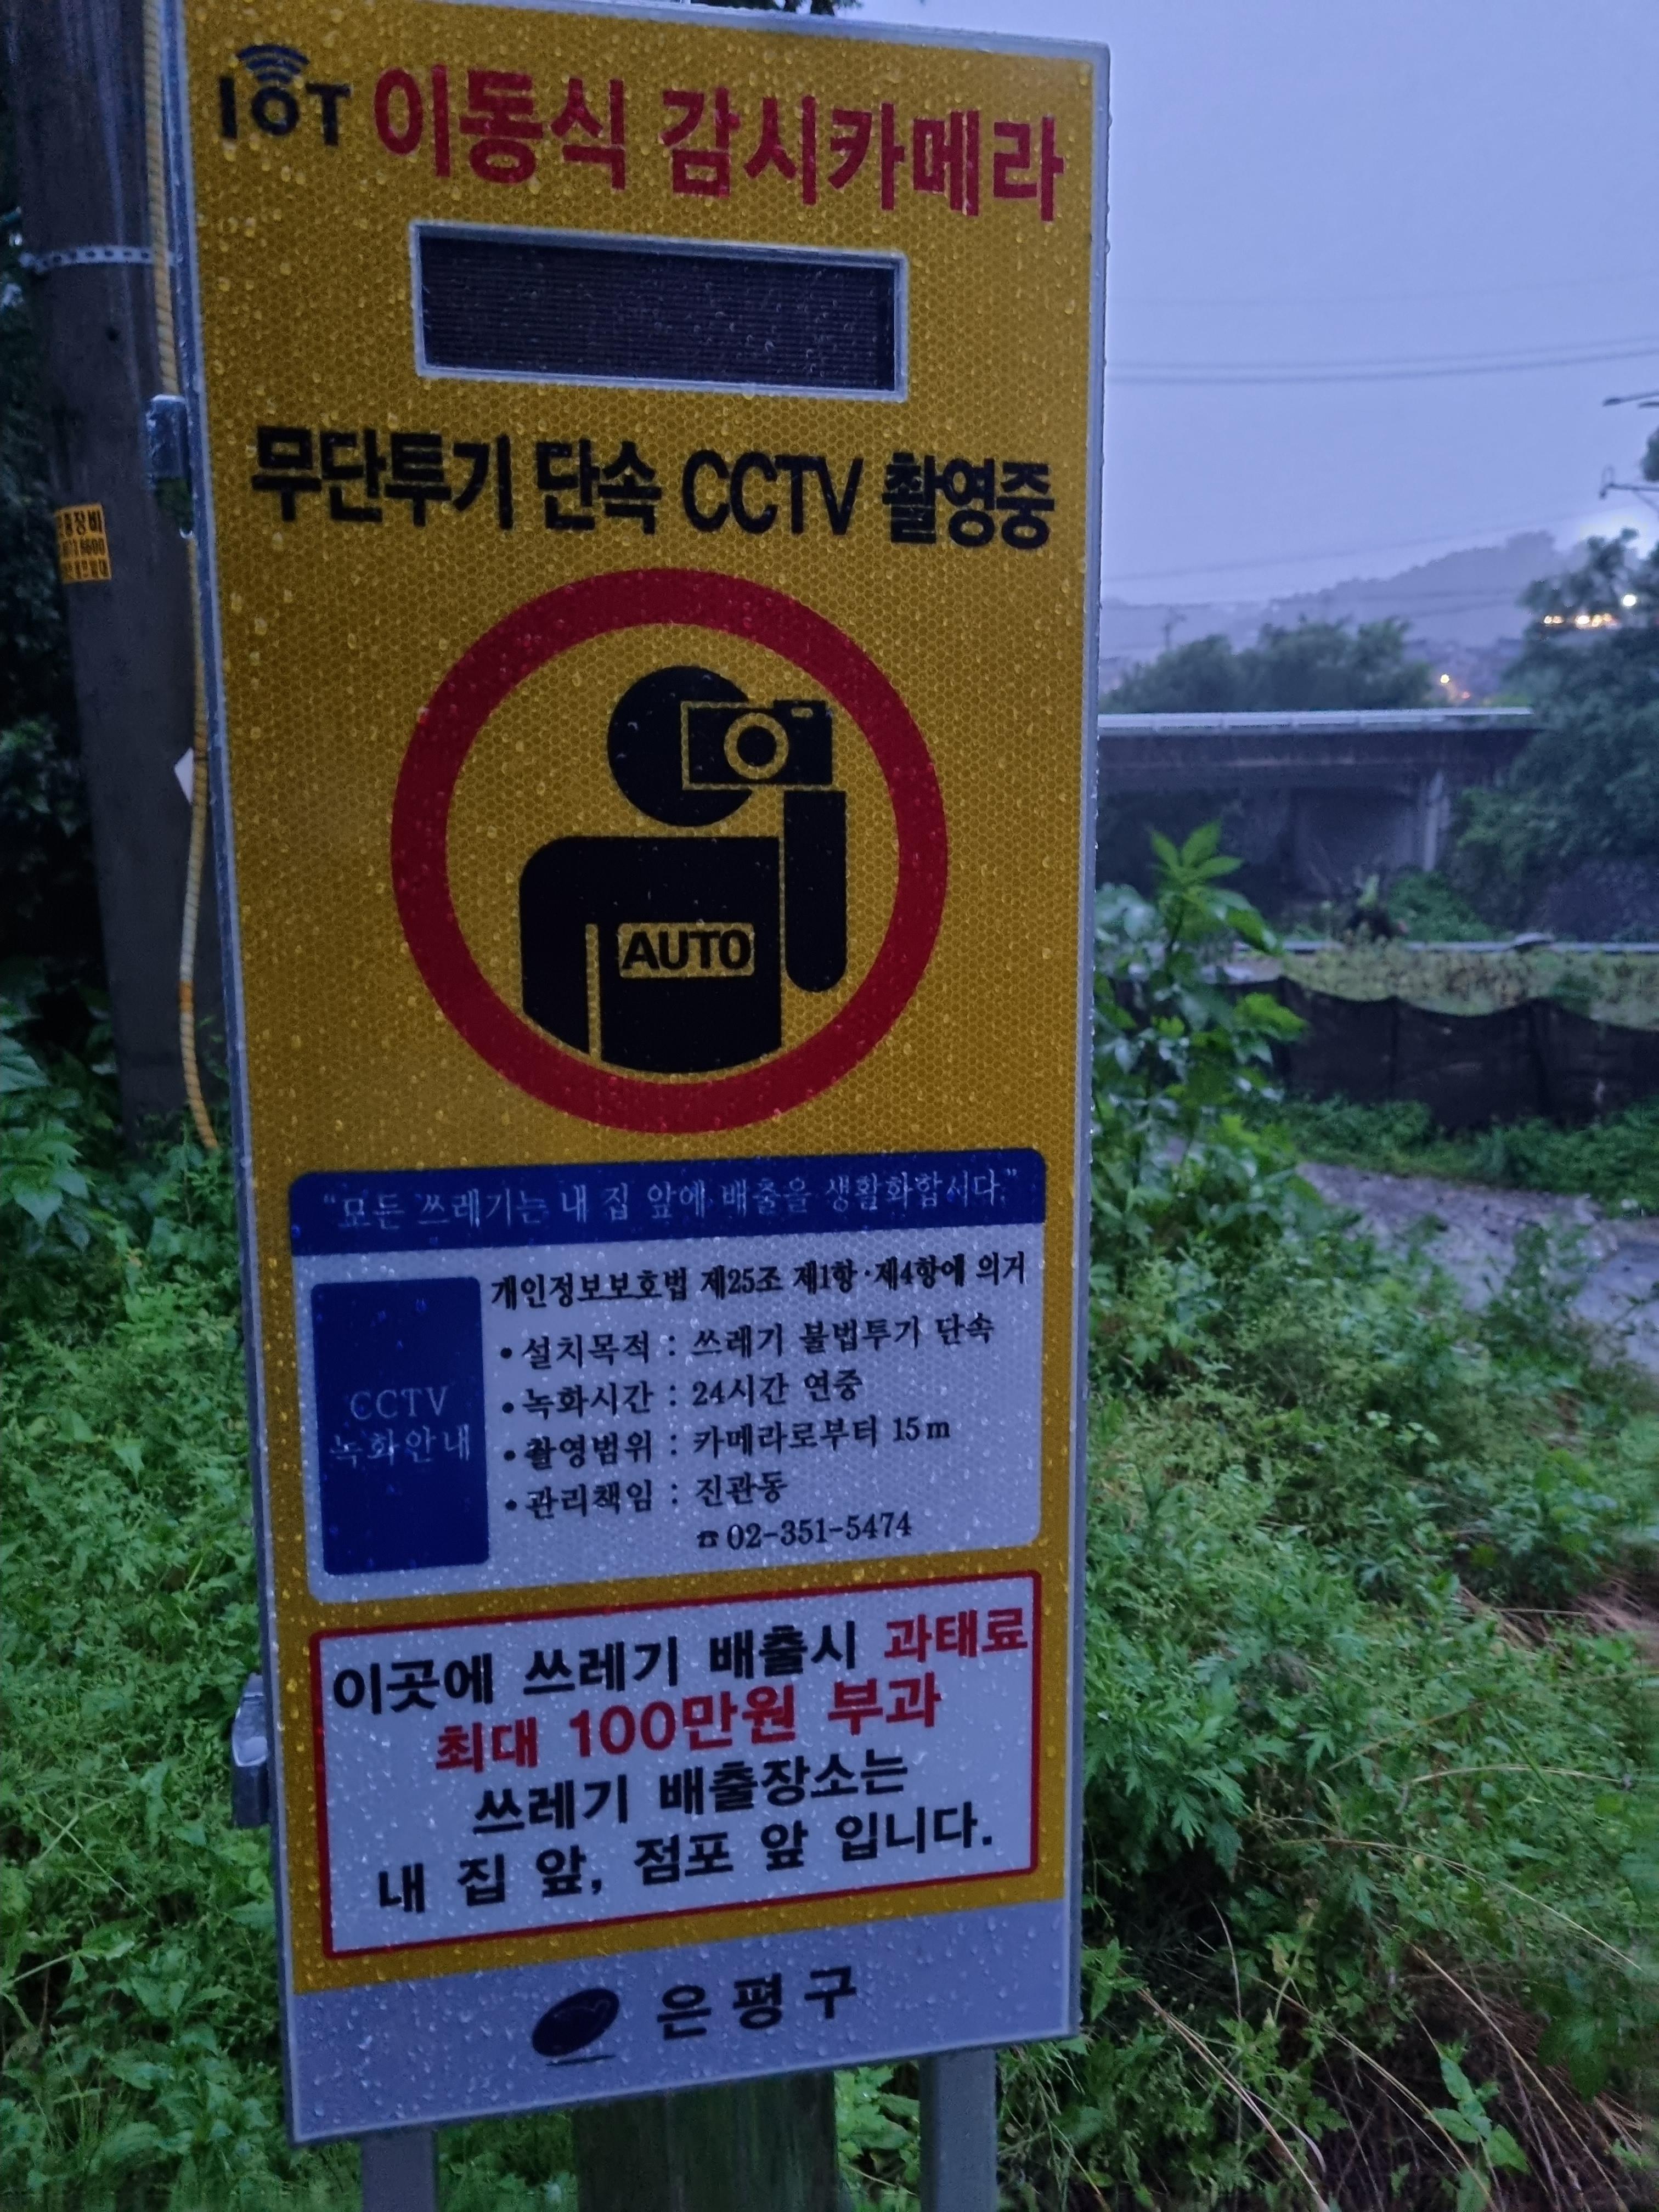 IOT 이동식 감시카메라
무단투기 단속 CCTV 촬영중
AUTO
"모든 쓰레기는 내 집 앞에 배출을 생활화합시다."
CCTV
녹화안내
개인정보보호법 제25조 제1항·제4항에 의거
• 설치목적 : 쓰레기 불법투기 단속
• 녹화시간 : 24시간 연중
• 촬영범위 : 카메라로부터 15m
• 관리책임 : 진관동
☎ 02-351-5474
이곳에 쓰레기 배출시 과태료
최대 100만원 부과
쓰레기 배출장소는
내 집 앞, 점포 앞 입니다.
은평구